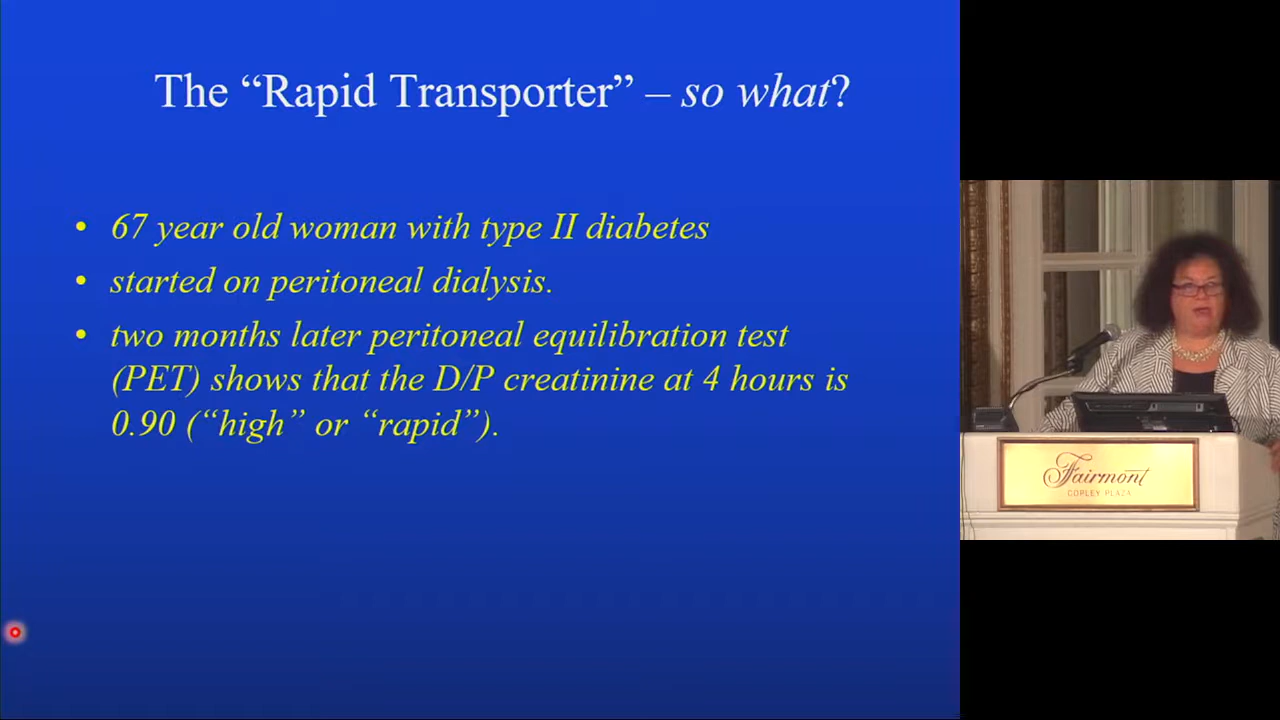 The “Rapid Transporter” – so what?
• 67 year old woman with type II diabetes
• started on peritoneal dialysis.
• two months later peritoneal equilibration test
(PET) shows that the D/P creatinine at 4 hours is
0.90 (“high” or “rapid”).
Fairmont
COPLEY PLAZA